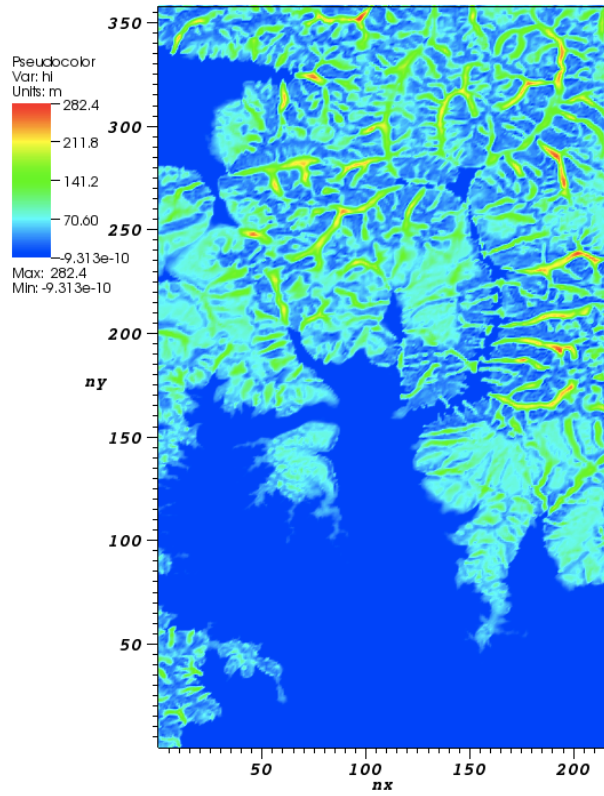 Pseudocolor
Var: hl
Units: m
282.4
211.8
141.2
70.60
-9.313e-10
Max: 282.4
Min: -9.313e-10
350
300
250
200
ny
150
100
50
50 100 150 200
nx